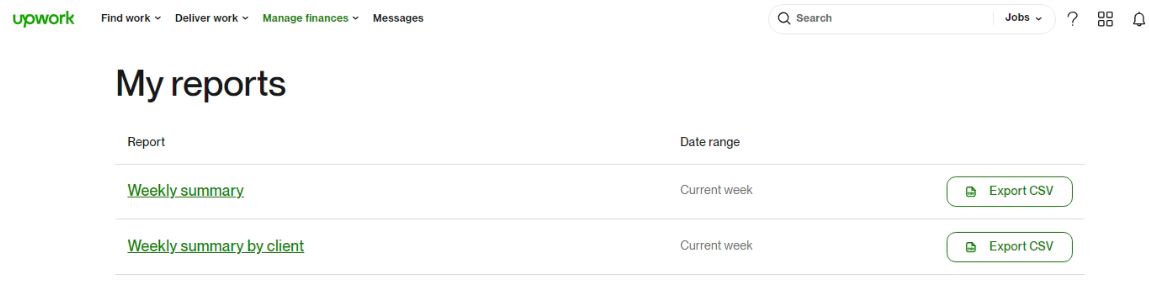 upwork Find work Deliver work Manage finances Messages Search Jobs
My reports
Report Date range
Weekly summary Current week Export CSV
Weekly summary by client Current week Export CSV